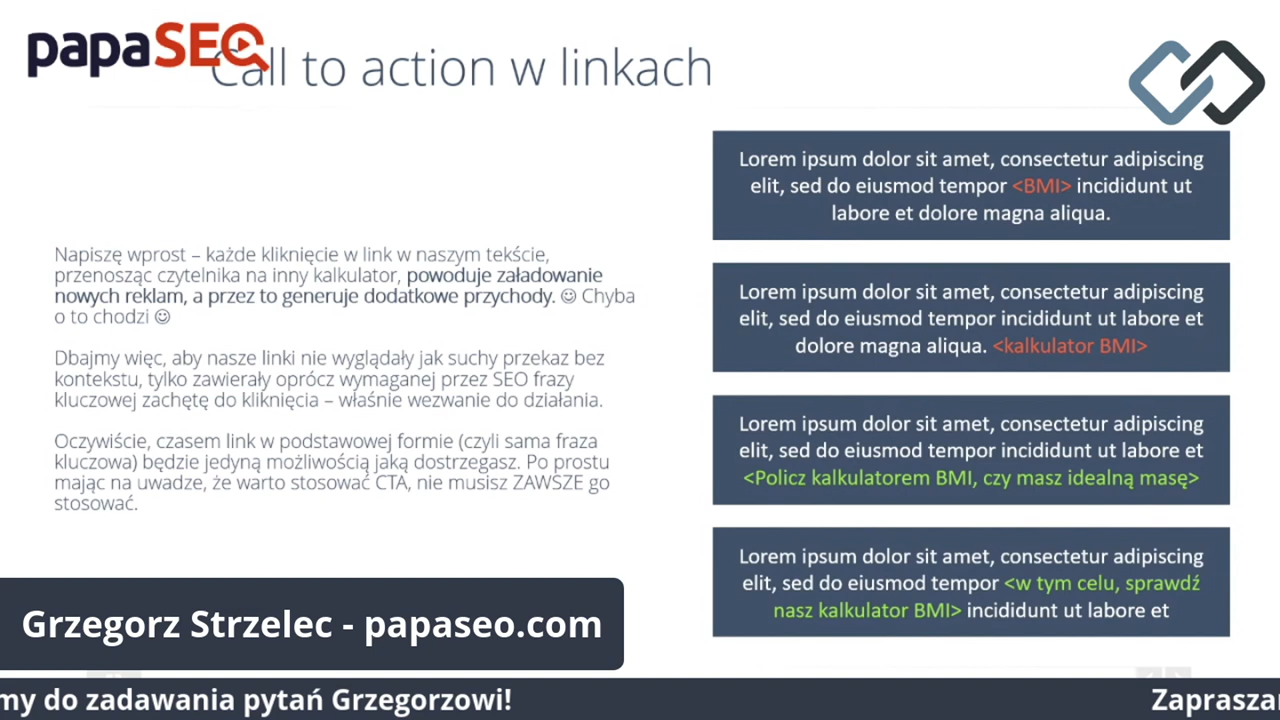 papaSEO
Call to action w linkach
Napiszę wprost – każde kliknięcie w link w naszym tekście,
przenosząc czytelnika na inny kalkulator, powoduje załadowanie
nowych reklam, a przez to generuje dodatkowe przychody. ☺ Chyba
o to chodzi ☺
Dbajmy więc, aby nasze linki nie wyglądały jak suchy przekaz bez
kontekstu, tylko zawierały oprócz wymaganej przez SEO frazy
kluczowej zachętę do kliknięcia – właśnie wezwanie do działania.
Oczywiście, czasem link w podstawowej formie (czyli sama fraza
kluczowa) będzie jedyną możliwością jaką dostrzegasz. Po prostu
mając na uwadze, że warto stosować CTA, nie musisz ZAWSZE go
stosować.
Lorem ipsum dolor sit amet, consectetur adipiscing
elit, sed do eiusmod tempor <BMI> incididunt ut
labore et dolore magna aliqua.
Lorem ipsum dolor sit amet, consectetur adipiscing
elit, sed do eiusmod tempor incididunt ut labore et
dolore magna aliqua. <kalkulator BMI>
Lorem ipsum dolor sit amet, consectetur adipiscing
elit, sed do eiusmod tempor incididunt ut labore et
<Policz kalkulatorem BMI, czy masz idealną masę>
Lorem ipsum dolor sit amet, consectetur adipiscing
elit, sed do eiusmod tempor <w tym celu, sprawdź
nasz kalkulator BMI> incididunt ut labore et
Grzegorz Strzelec - papaseo.com
my do zadawania pytań Grzegorzowi! Zaprasza